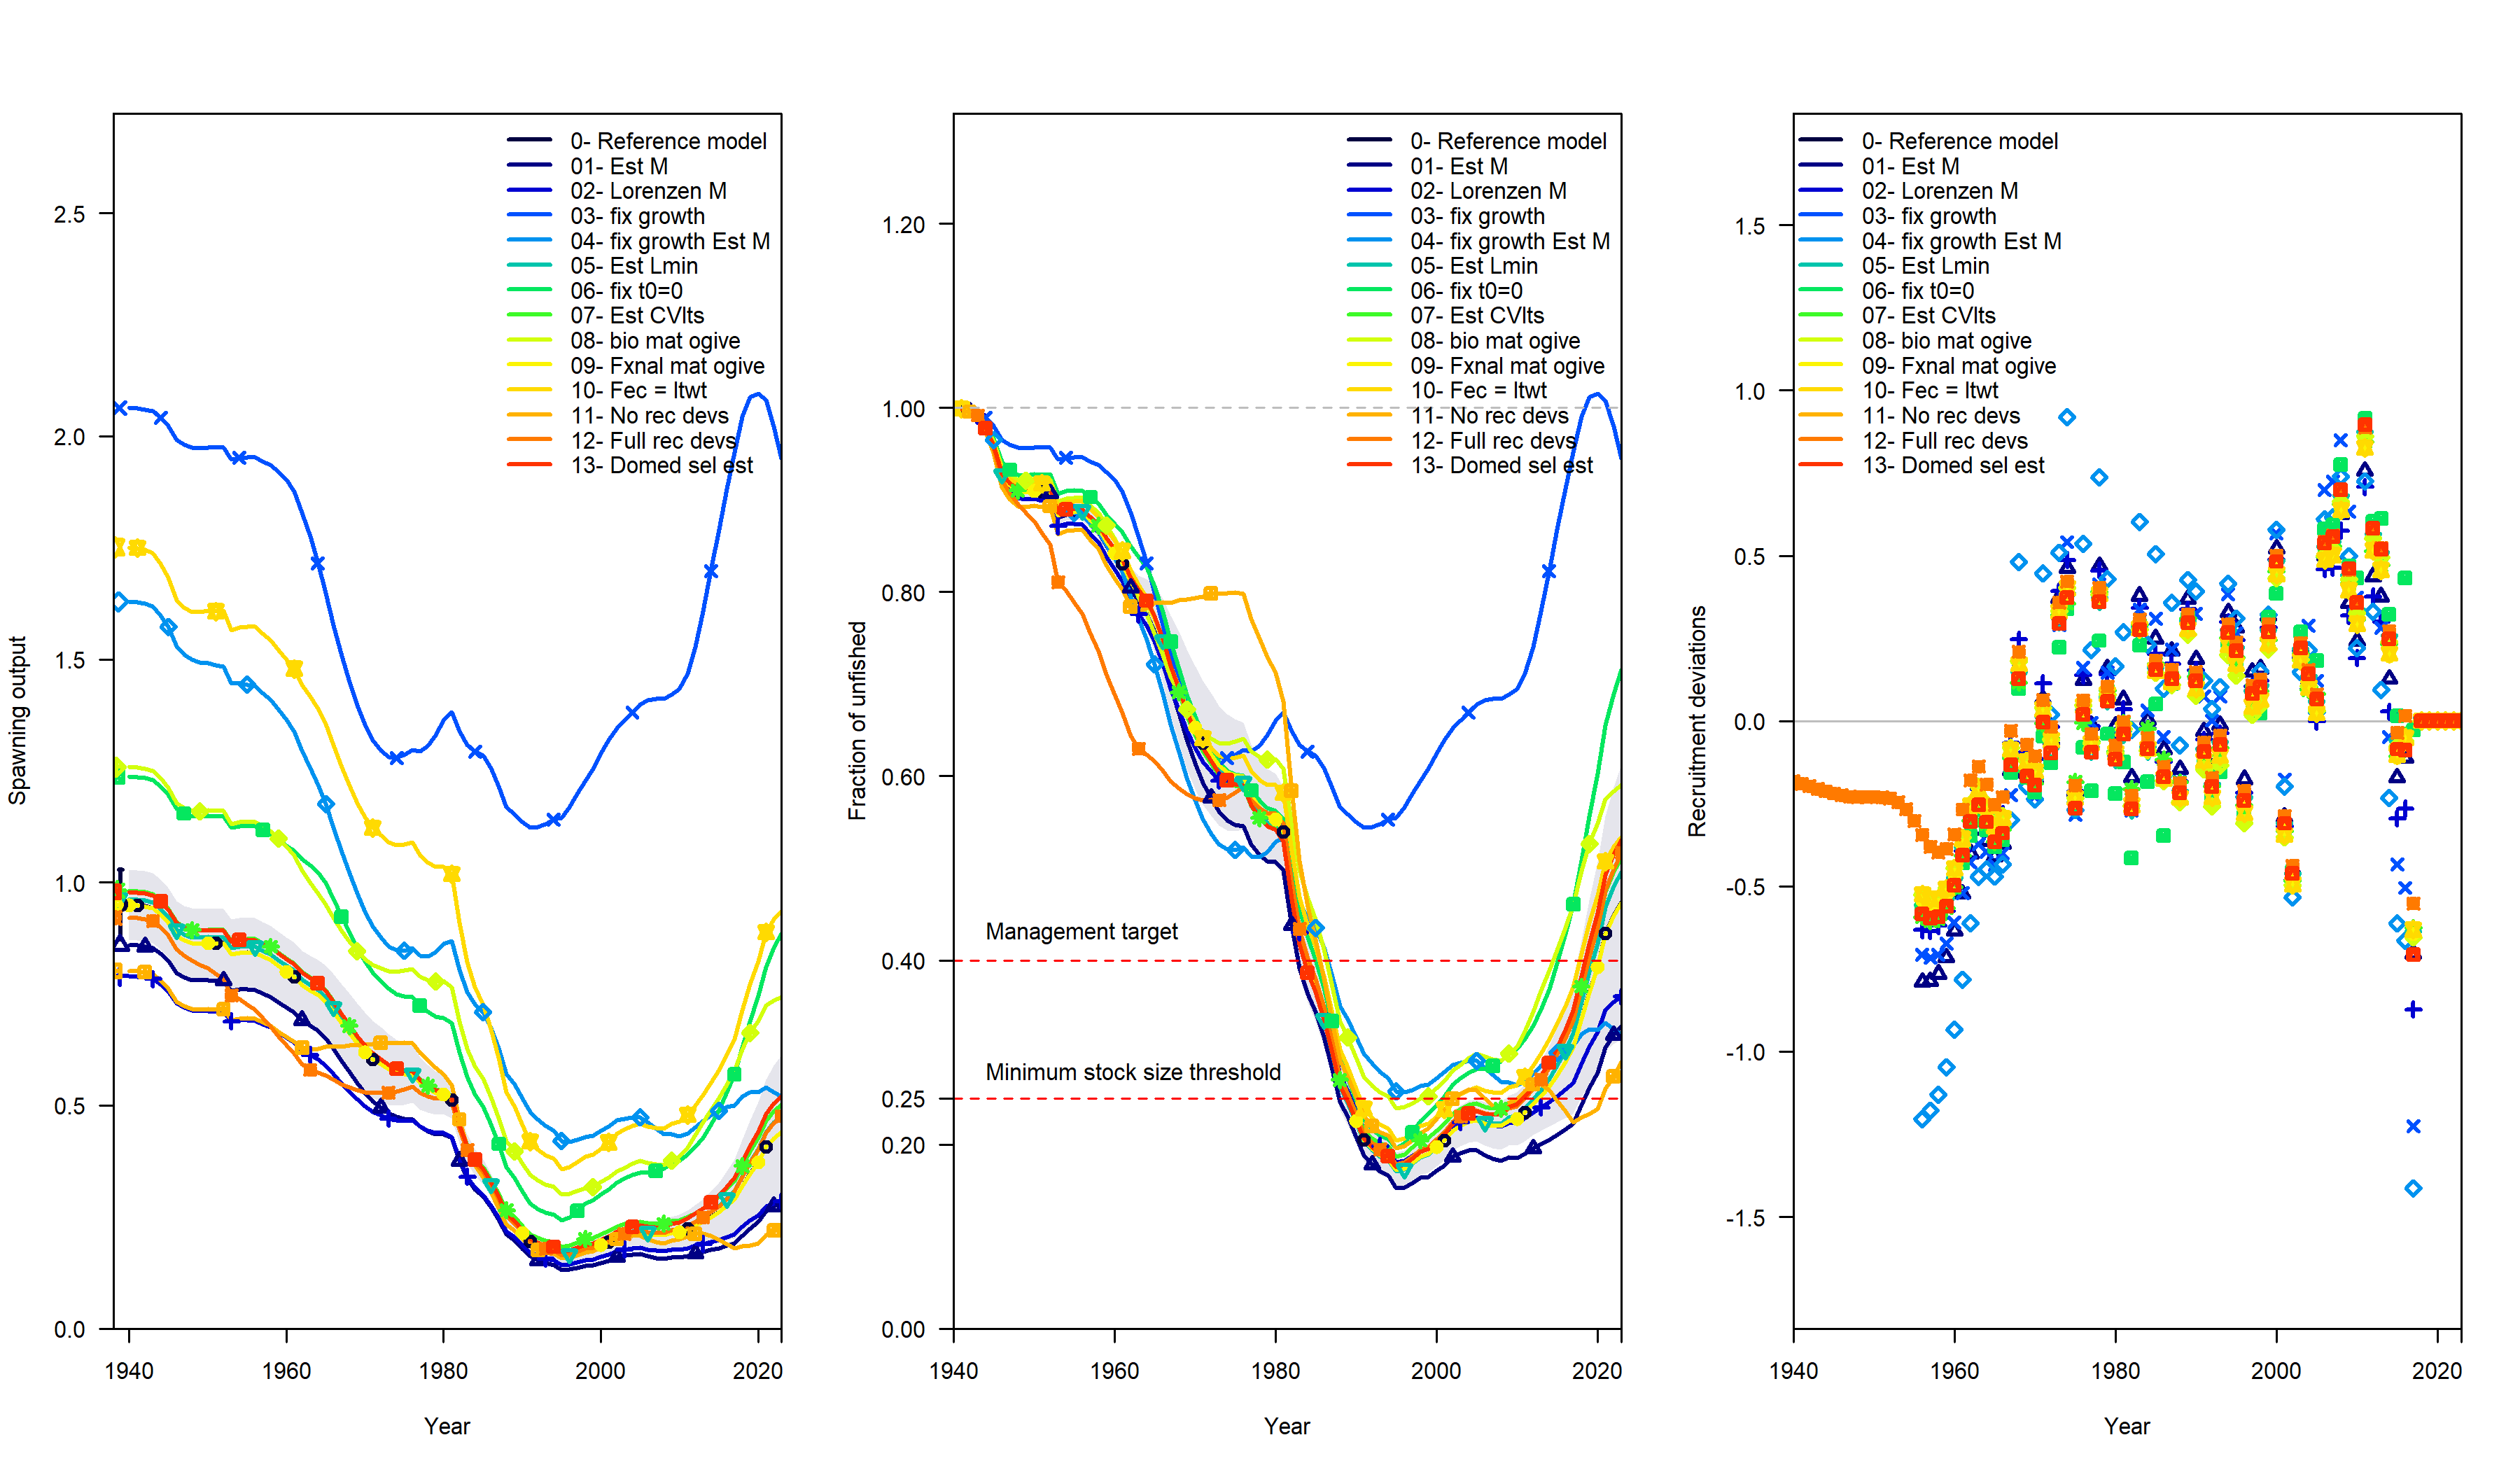 Spawning output
2.5
2.0
1.5
1.0
0.5
0.0
1940
1960
1980
2000
2020
Year
0- Reference model
01- Est M
02- Lorenzen M
03- fix growth
04- fix growth Est M
05- Est Lmin
06- fix t0=0
07- Est CVlts
08- bio mat ogive
09- Fxnal mat ogive
10- Fec = ltwt
11- No rec devs
12- Full rec devs
13- Domed sel est
Fraction of unfished
1.20
1.00
0.80
0.60
0.40
0.25
0.20
0.00
1940
1960
1980
2000
2020
Year
0- Reference model
01- Est M
02- Lorenzen M
03- fix growth
04- fix growth Est M
05- Est Lmin
06- fix t0=0
07- Est CVlts
08- bio mat ogive
09- Fxnal mat ogive
10- Fec = ltwt
11- No rec devs
12- Full rec devs
13- Domed sel est
Management target
Minimum stock size threshold
Recruitment deviations
1.5
1.0
0.5
0.0
-0.5
-1.0
-1.5
1940
1960
1980
2000
2020
Year
0- Reference model
01- Est M
02- Lorenzen M
03- fix growth
04- fix growth Est M
05- Est Lmin
06- fix t0=0
07- Est CVlts
08- bio mat ogive
09- Fxnal mat ogive
10- Fec = ltwt
11- No rec devs
12- Full rec devs
13- Domed sel est